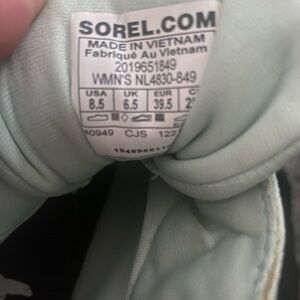 SOREL.COM
MADE IN VIETNAM
Fabriqué Au Vietnam
2019651849
WMN'S NL4830-849
USA UK EUR
8.5 6.5 39.5
CJS